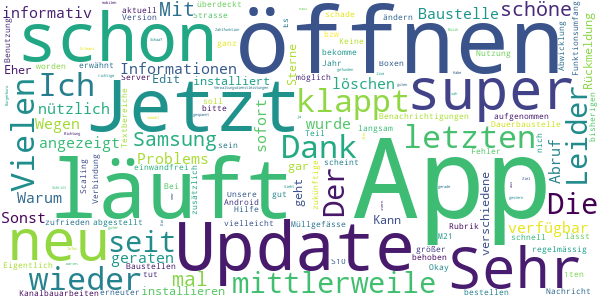 informativ
Mit
überdeckt
Strasse
aktuell
Version
schade
ändern
Baustelle
schöne
Benutzung
schon
öffnen
Funktionsumfang
Rückmeldung
Abwicklung
Eher
erwähnt
worden
ganz
Es
bzw
Keine
bekomme
Jahr
Nutzung
Informationen
Sterne
Boxen
Ich
Server
Edit
installiert
möglich
löschen
super
nützlich
Jetzt
klappt
bisherigen
Vielen
Wegen
Textbereiche
sofort
soll
bitte
Benachrichtigungen
aufgenommen
Dauerbaustelle
angezeigt
Samsung
wurde
Teil
langsam
letzten
nich
Abruf
Leider
Problems
einwandfrei
sein
Dank
Fehler
Warum
Scaling
Verbindung
Bei
zusätzlich
gar
scheint
läuft
App
Der
Die
Unsere
Android
Hilfe
gut
geht
zukünftige
Kann
verschiedene
verfügbar
neu
seit
Sonst
vielleicht
Müllgefässe
Rubrik
schnell
lässt
zufrieden
abgestellt
Update
größer
M21
regelmässig
wieder
geraten
behoben
Sehr
Eigentlich
Baustellen
mal
S10
Okay
iten
tut
Kanalbauarbeiten
erneuter
installieren
mittlerweile
bestellen
Nachricht